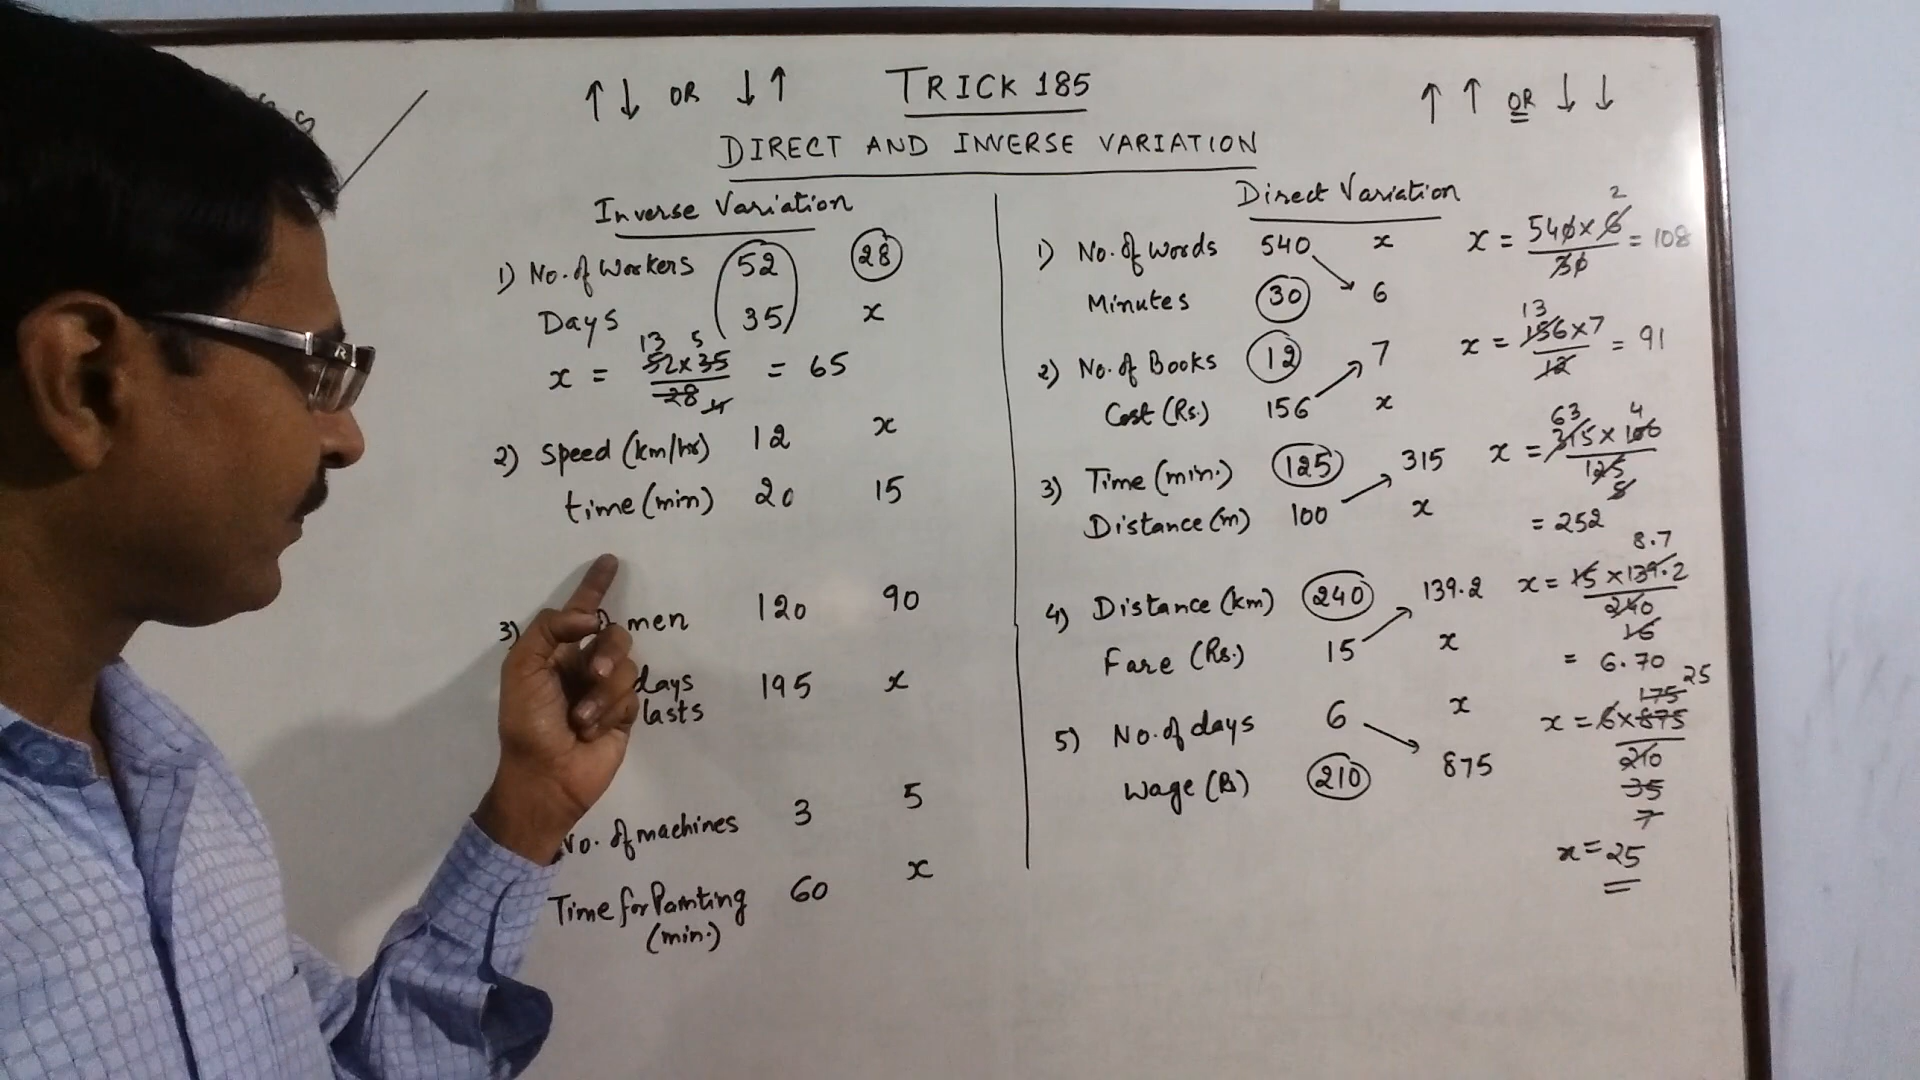 ↑↓ OR ↓↑
TRICK 185
↑↑ OR ↓↓
DIRECT AND INVERSE VARIATION
Inverse Variation
1) No. of Workers 52 28
Days 35 x
13 5
x = 52x35 = 65
28 4
2) Speed (km/hr) 12 x
time (min) 20 15
3) men 120 90
days 195 x
lasts
No. of machines 3 5
Time for Painting 60 x
(min.)
Direct Variation
2
1) No. of Words 540 x x = 540x6 = 108
Minutes 30 6 30
13
2) No. of Books 12 7 x = 156x7 = 91
Cost (Rs.) 156 x 12
63 4
3) Time (min.) 125 315 x = 315x100
125
5
Distance (m) 100 x = 252
8.7
4) Distance (km) 240 139.2 x = 15x139.2
240
16
Fare (Rs.) 15 x = 6.70
175 25
5) No. of days 6 x x = 6x875
210
Wage (Rs) 210 875 35
7
x = 25